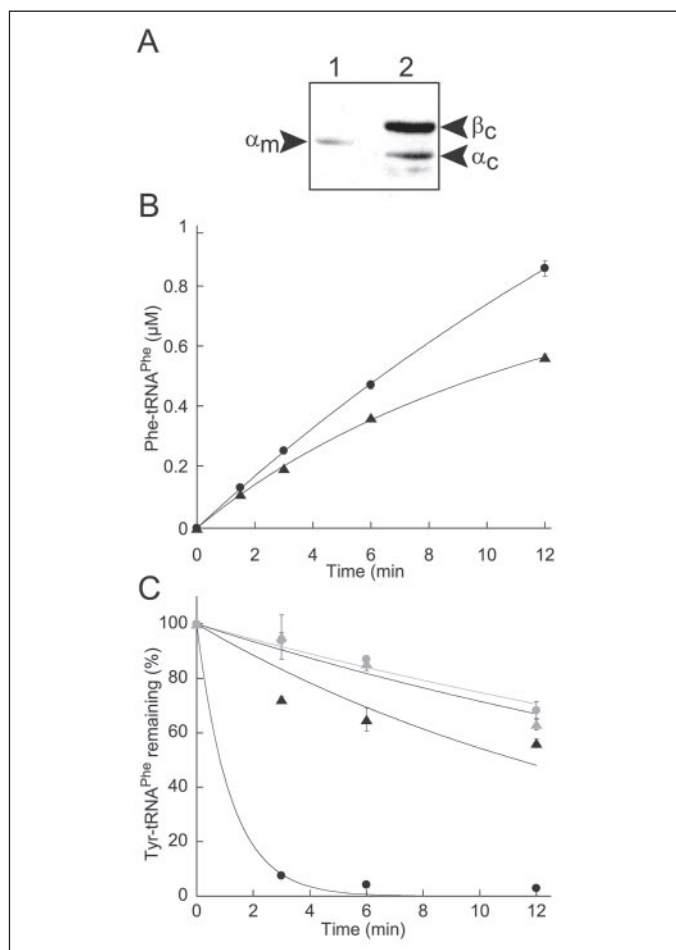 A
1 2
αm βc
αc
B
1
0.8
0.6
0.4
0.2
0
Phe-tRNAPhe (μM)
0 2 4 6 8 10 12
Time (min
C
100
80
60
40
20
0
Tyr-tRNAPhe remaining (%)
0 2 4 6 8 10 12
Time (min)